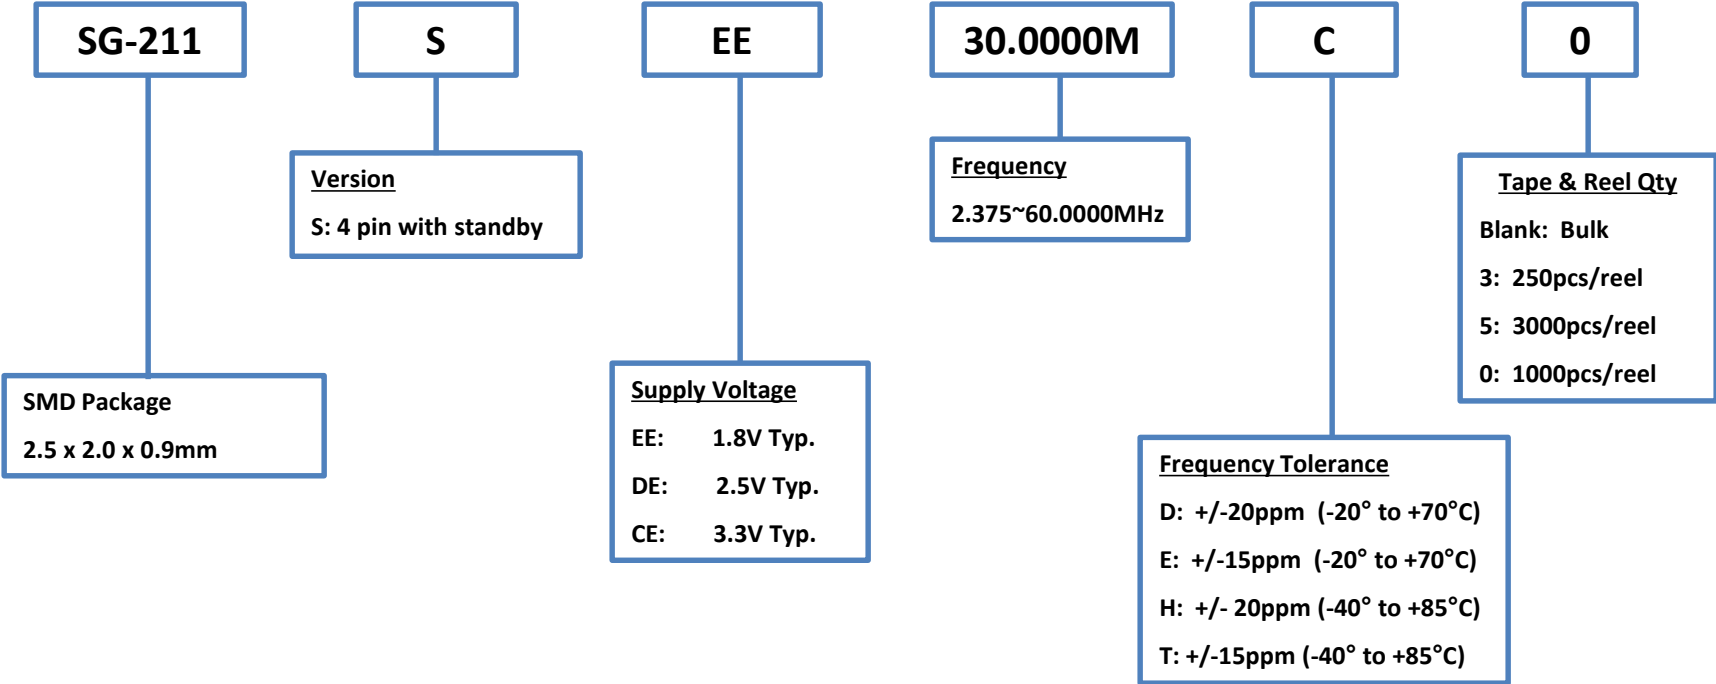 SG-211
S
EE
30.0000M
C
0
Version
S: 4 pin with standby
Frequency
2.375~60.0000MHz
Tape & Reel Qty
Blank: Bulk
3: 250pcs/reel
5: 3000pcs/reel
0: 1000pcs/reel
SMD Package
2.5 x 2.0 x 0.9mm
Supply Voltage
EE: 1.8V Typ.
DE: 2.5V Typ.
CE: 3.3V Typ.
Frequency Tolerance
D: +/-20ppm (-20° to +70°C)
E: +/-15ppm (-20° to +70°C)
H: +/- 20ppm (-40° to +85°C)
T: +/-15ppm (-40° to +85°C)